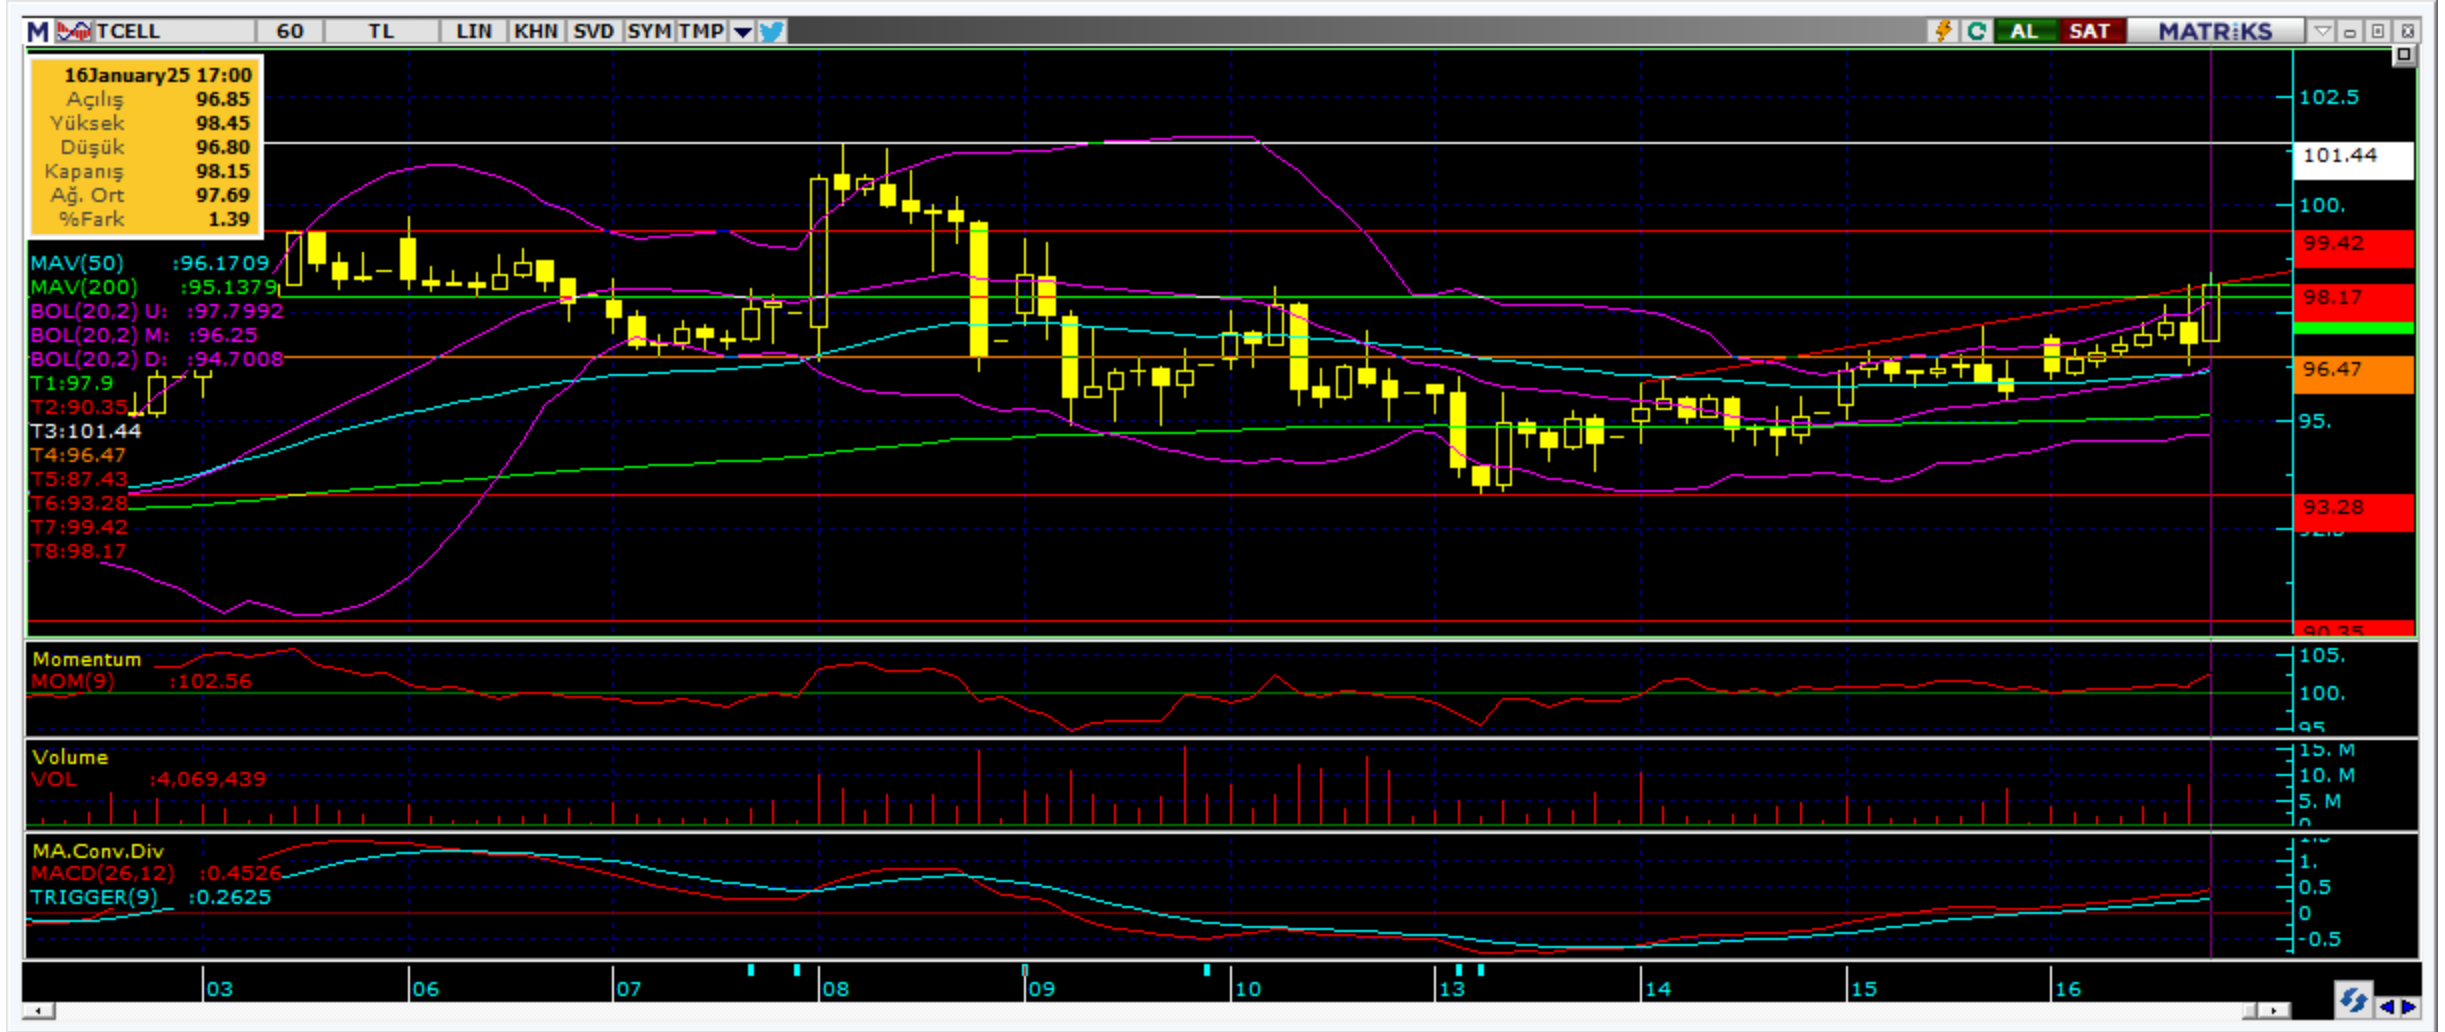 M TCELL 60 TL LIN KHN SVD SYM TMP AL SAT MATRİKS
16January25 17:00
Açılış 96.85
Yüksek 98.45
Düşük 96.80
Kapanış 98.15
Ağ. Ort 97.69
%Fark 1.39
MAV(50) :96.1709
MAV(200) :95.1379
BOL(20,2) U: :97.7992
BOL(20,2) M: :96.25
BOL(20,2) D: :94.7008
T1:97.9
T2:90.35
T3:101.44
T4:96.47
T5:87.43
T6:93.28
T7:99.42
T8:98.17
102.5
101.44
100.
99.42
98.17
96.47
95.
93.28
90.35
Momentum
MOM(9) :102.56
105.
100.
95
Volume
VOL :4,069,439
15. M
10. M
5. M
0
MA.Conv.Div
MACD(26,12) :0.4526
TRIGGER(9) :0.2625
1.
0.5
0
-0.5
03 06 07 08 09 10 13 14 15 16